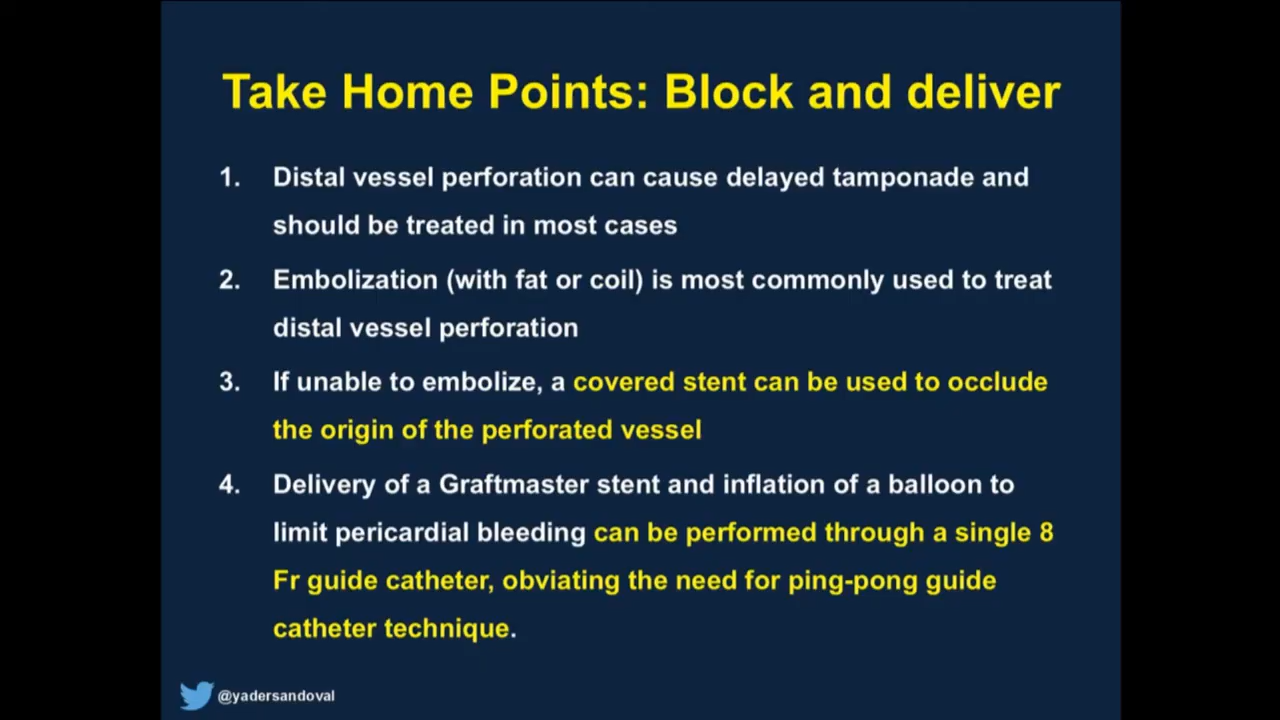 Take Home Points: Block and deliver
1. Distal vessel perforation can cause delayed tamponade and
should be treated in most cases
2. Embolization (with fat or coil) is most commonly used to treat
distal vessel perforation
3. If unable to embolize, a covered stent can be used to occlude
the origin of the perforated vessel
4. Delivery of a Graftmaster stent and inflation of a balloon to
limit pericardial bleeding can be performed through a single 8
Fr guide catheter, obviating the need for ping-pong guide
catheter technique.
@yadersandoval